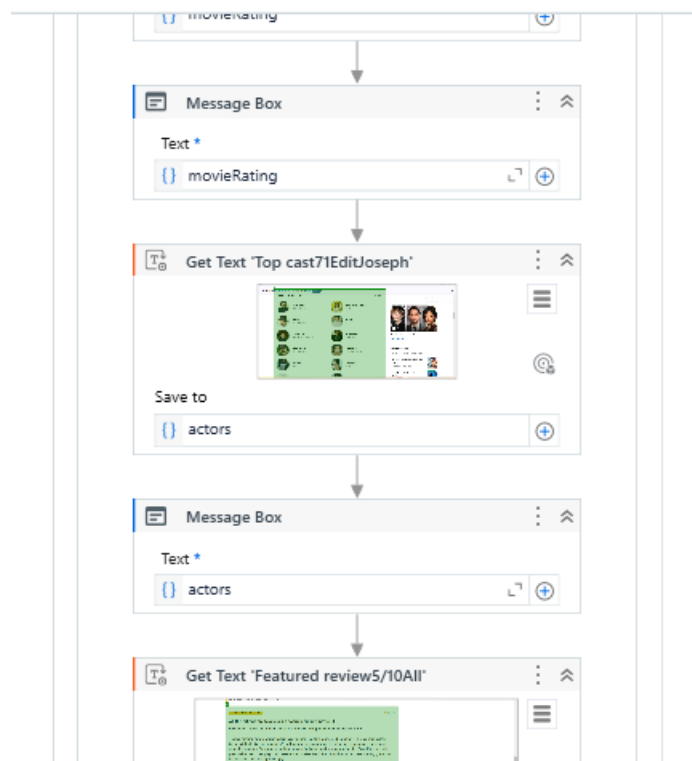 {} movieRating
Message Box
Text *
{} movieRating
Get Text 'Top cast71EditJoseph'
Save to
{} actors
Message Box
Text *
{} actors
Get Text 'Featured review5/10All'